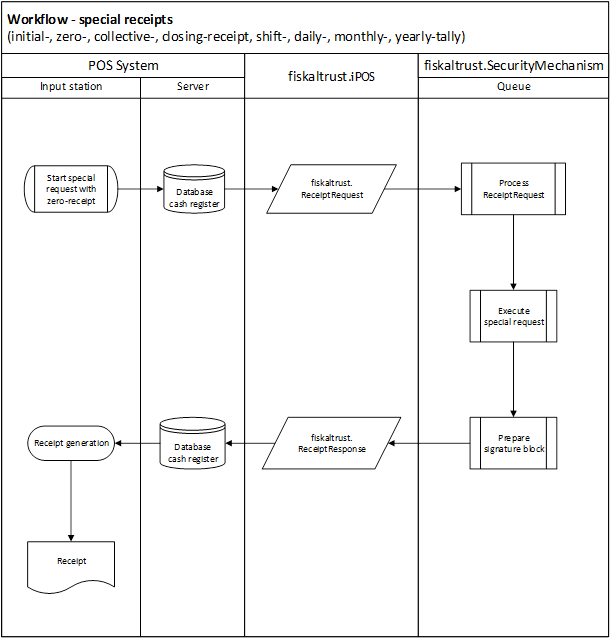 Workflow - special receipts
(initial-, zero-, collective-, closing-receipt, shift-, daily-, monthly-, yearly-tally)
POS System
fiskaltrust.iPOS
fiskaltrust.SecurityMechanism
Input station
Server
Queue
Start special
request with
zero-receipt
Database
cash register
fiskaltrust.
ReceiptRequest
Process
ReceiptRequest
Execute
special request
Receipt generation
Database
cash register
fiskaltrust.
ReceiptResponse
Prepare
signature block
Receipt